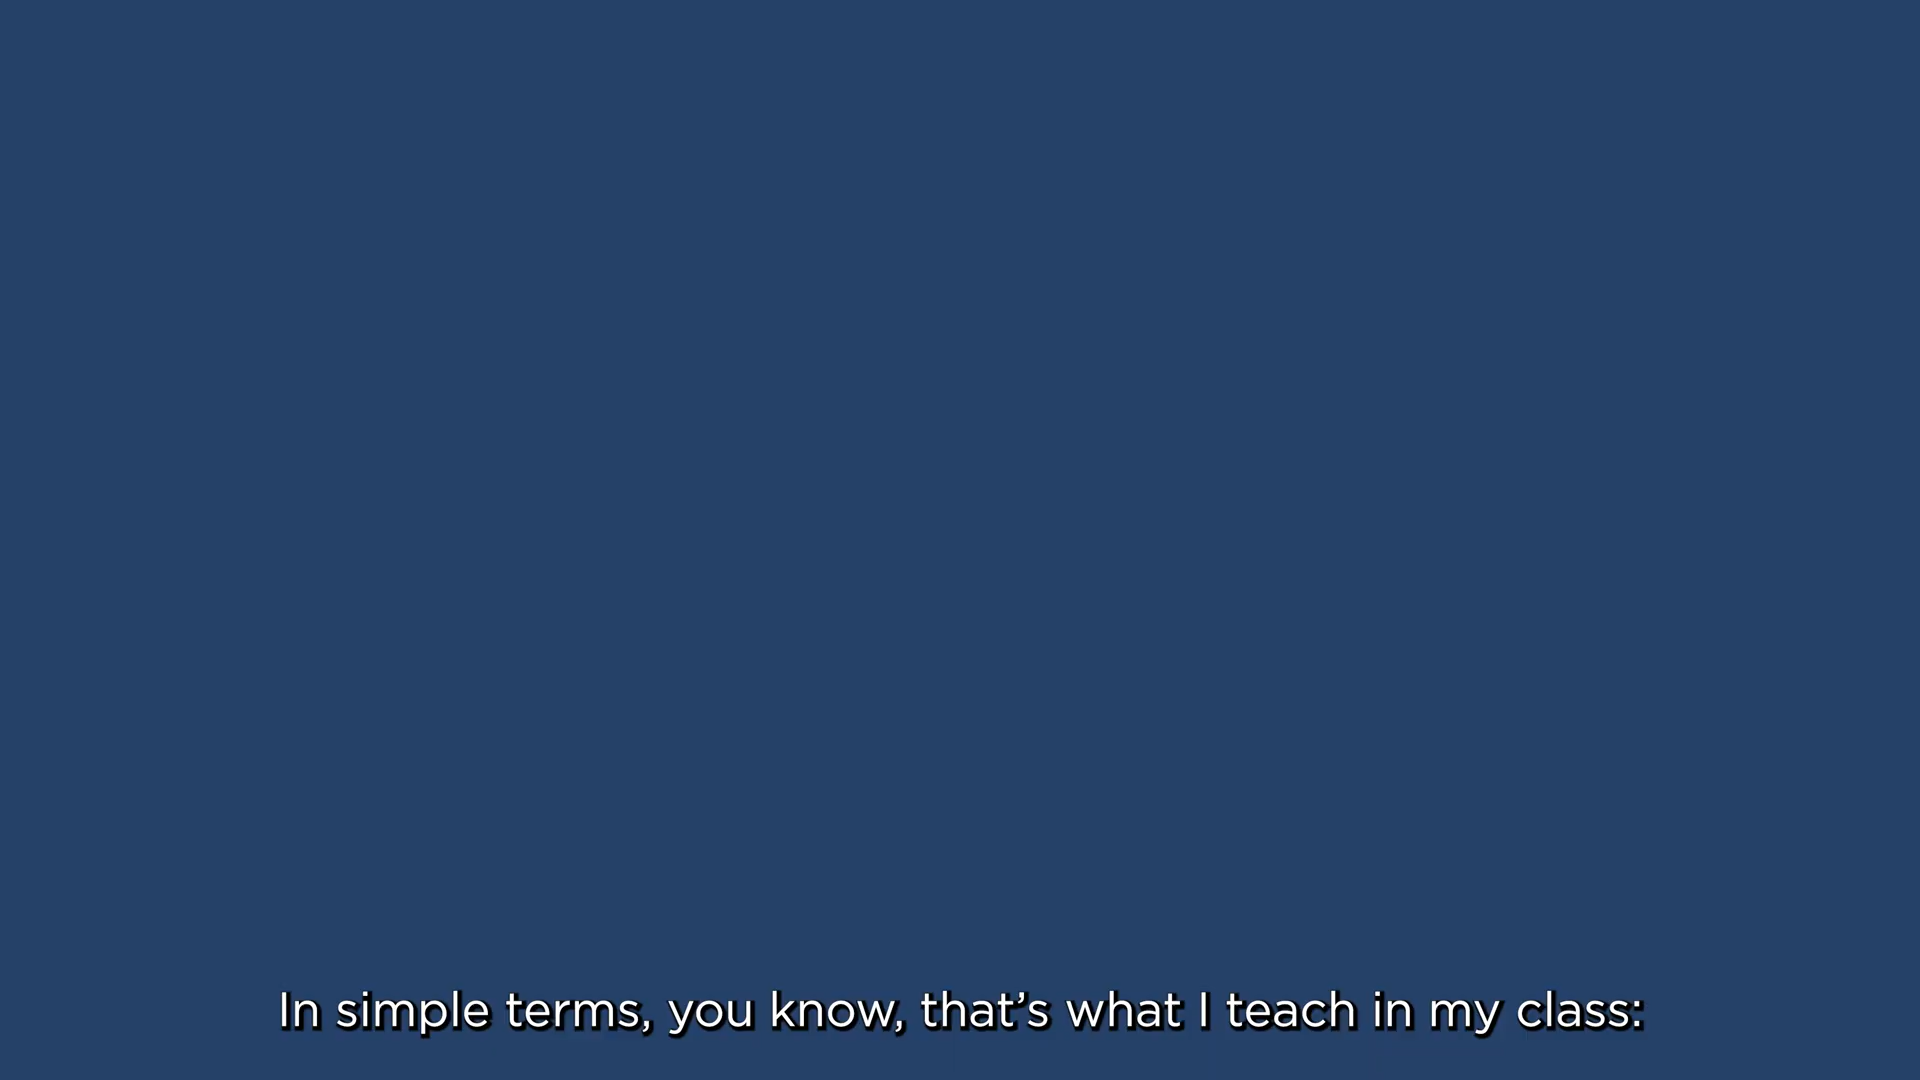 In simple terms, you know, that’s what I teach in my class: